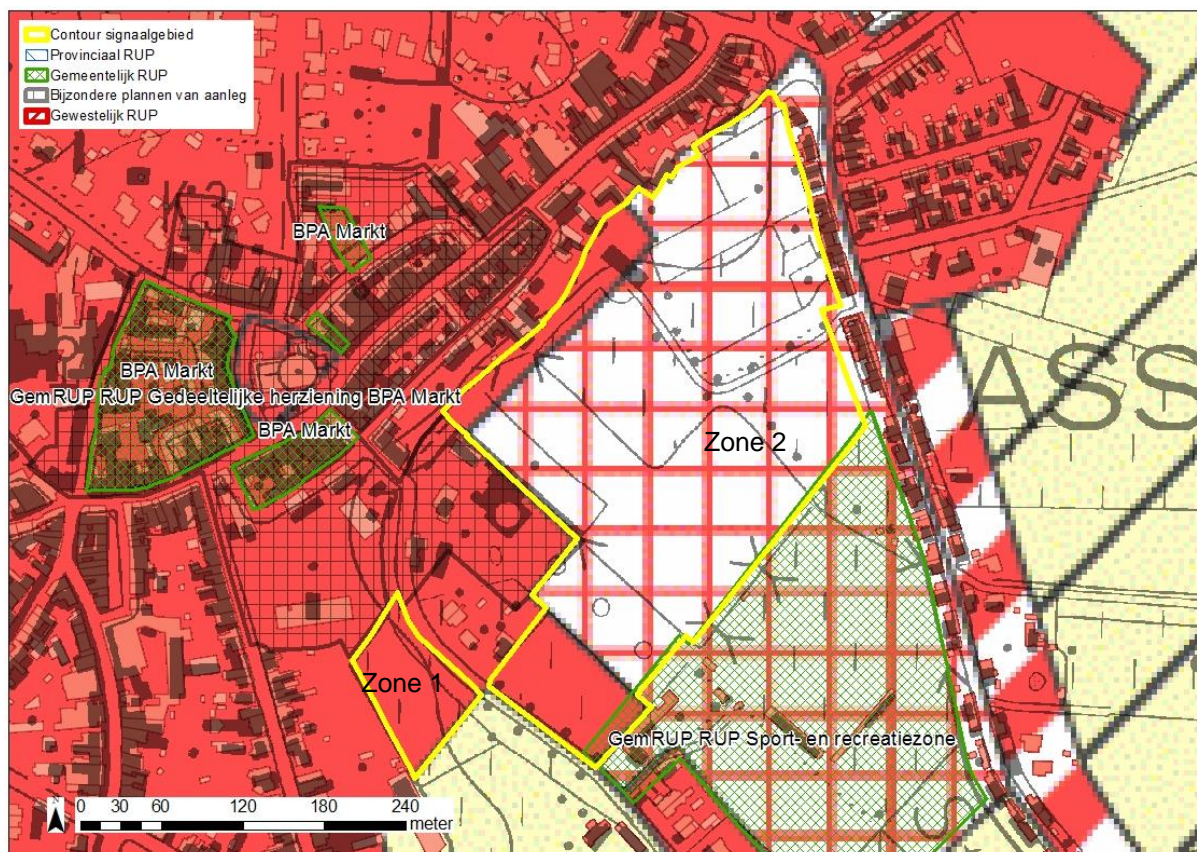 Contour signaalgebied
Provinciaal RUP
Gemeentelijk RUP
Bijzondere plannen van aanleg
Gewestelijk RUP
BPA Markt
BPA Markt
GemRUP RUP Gedeeltelijke herziening BPA Markt
BPA Markt
ASS
Zone 2
Zone 1
GemRUP RUP Sport- en recreatiezone
N
0 30 60 120 180 240
meter